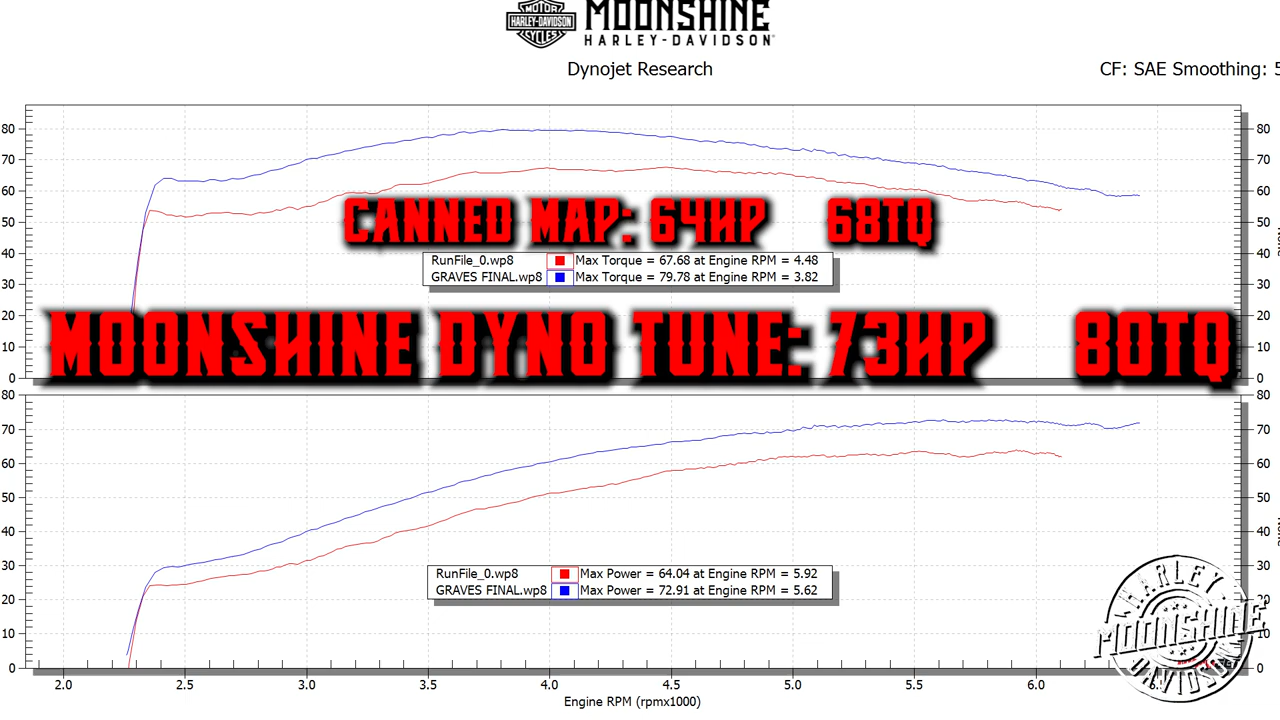 MOTOR
HARLEY-DAVIDSON
CYCLES
MOONSHINE
HARLEY-DAVIDSON
Dynojet Research
CF: SAE Smoothing: 5
80 80
70 70
60 60
50 50
CANNED MAP: 64HP 68TQ
40 40
RunFile_0.wp8 Max Torque = 67.68 at Engine RPM = 4.48
GRAVES FINAL.wp8 Max Torque = 79.78 at Engine RPM = 3.82
30 30
20 20
MOONSHINE DYNO TUNE: 73HP 80TQ
10 10
0 0
80 80
70 70
60 60
50 50
40 40
30 30
RunFile_0.wp8 Max Power = 64.04 at Engine RPM = 5.92
GRAVES FINAL.wp8 Max Power = 72.91 at Engine RPM = 5.62
20 20
10 10
0 0
HARLEY
MOONSHINE
DAVIDSON
2.0 2.5 3.0 3.5 4.0 4.5 5.0 5.5 6.0
Engine RPM (rpmx1000)